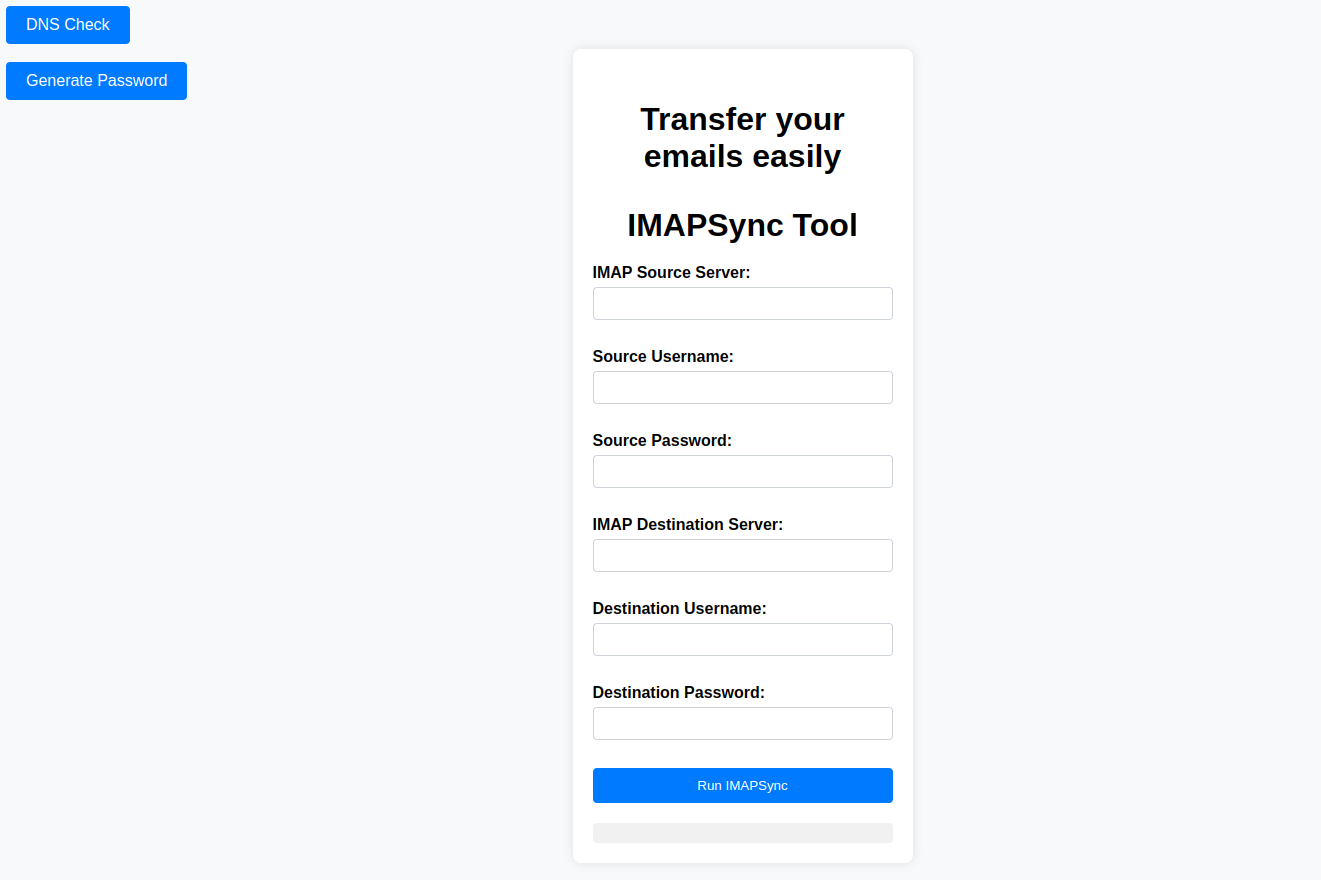 DNS Check
Generate Password
Transfer your
emails easily
IMAPSync Tool
IMAP Source Server:
Source Username:
Source Password:
IMAP Destination Server:
Destination Username:
Destination Password:
Run IMAPSync